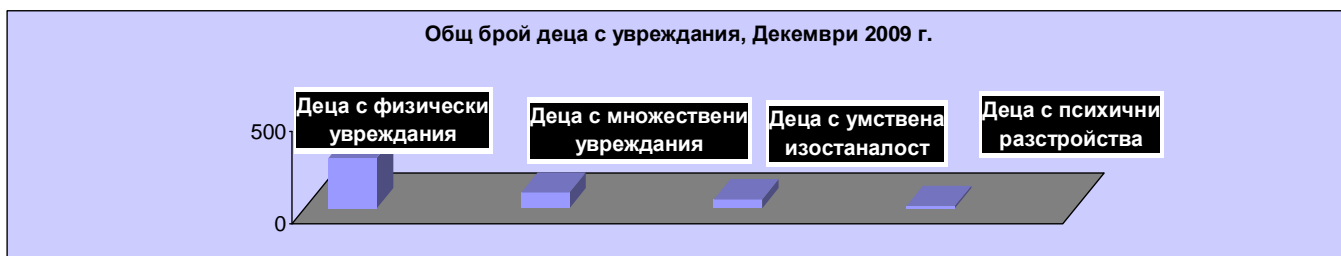 Общ брой деца с увреждания, Декември 2009 г.
Деца с физически
увреждания
Деца с множествени
увреждания
Деца с умствена
изостаналост
Деца с психични
разстройства
500
0